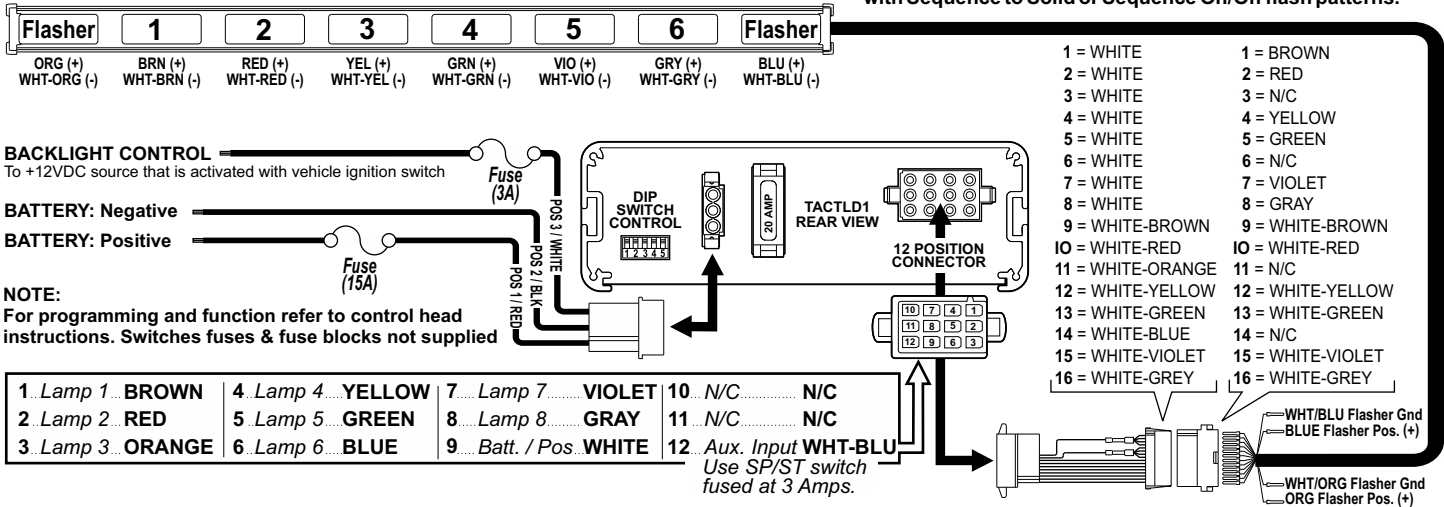 with Sequence to Solid or Sequence On/On flash patterns.
Flasher 1 2 3 4 5 6 Flasher
ORG (+) BRN (+) RED (+) YEL (+) GRN (+) VIO (+) GRY (+) BLU (+)
WHT-ORG (-) WHT-BRN (-) WHT-RED (-) WHT-YEL (-) WHT-GRN (-) WHT-VIO (-) WHT-GRY (-) WHT-BLU (-)
BACKLIGHT CONTROL
To +12VDC source that is activated with vehicle ignition switch
Fuse
(3A)
BATTERY: Negative
BATTERY: Positive
Fuse
(15A)
POS 3 / WHITE
POS 2 / BLK
POS 1 / RED
NOTE:
For programming and function refer to control head
instructions. Switches fuses & fuse blocks not supplied
DIP
SWITCH
CONTROL
1 2 3 4 5
20 AMP
TACTLD1
REAR VIEW
12 POSITION
CONNECTOR
10 7 4 1
11 8 5 2
12 9 6 3
1 = WHITE
2 = WHITE
3 = WHITE
4 = WHITE
5 = WHITE
6 = WHITE
7 = WHITE
8 = WHITE
9 = WHITE-BROWN
IO = WHITE-RED
11 = WHITE-ORANGE
12 = WHITE-YELLOW
13 = WHITE-GREEN
14 = WHITE-BLUE
15 = WHITE-VIOLET
16 = WHITE-GREY
1 = BROWN
2 = RED
3 = N/C
4 = YELLOW
5 = GREEN
6 = N/C
7 = VIOLET
8 = GRAY
9 = WHITE-BROWN
IO = WHITE-RED
11 = N/C
12 = WHITE-YELLOW
13 = WHITE-GREEN
14 = N/C
15 = WHITE-VIOLET
16 = WHITE-GREY
1...Lamp 1...BROWN 4...Lamp 4....YELLOW 7....Lamp 7.......VIOLET 10....N/C.............. N/C
2...Lamp 2...RED 5...Lamp 5....GREEN 8......Lamp 8.......GRAY 11....N/C.............. N/C
3...Lamp 3...ORANGE 6...Lamp 6....BLUE 9.....Batt. / Pos...WHITE 12....Aux. Input WHT-BLU
Use SP/ST switch
fused at 3 Amps.
WHT/BLU Flasher Gnd
BLUE Flasher Pos. (+)
WHT/ORG Flasher Gnd
ORG Flasher Pos. (+)